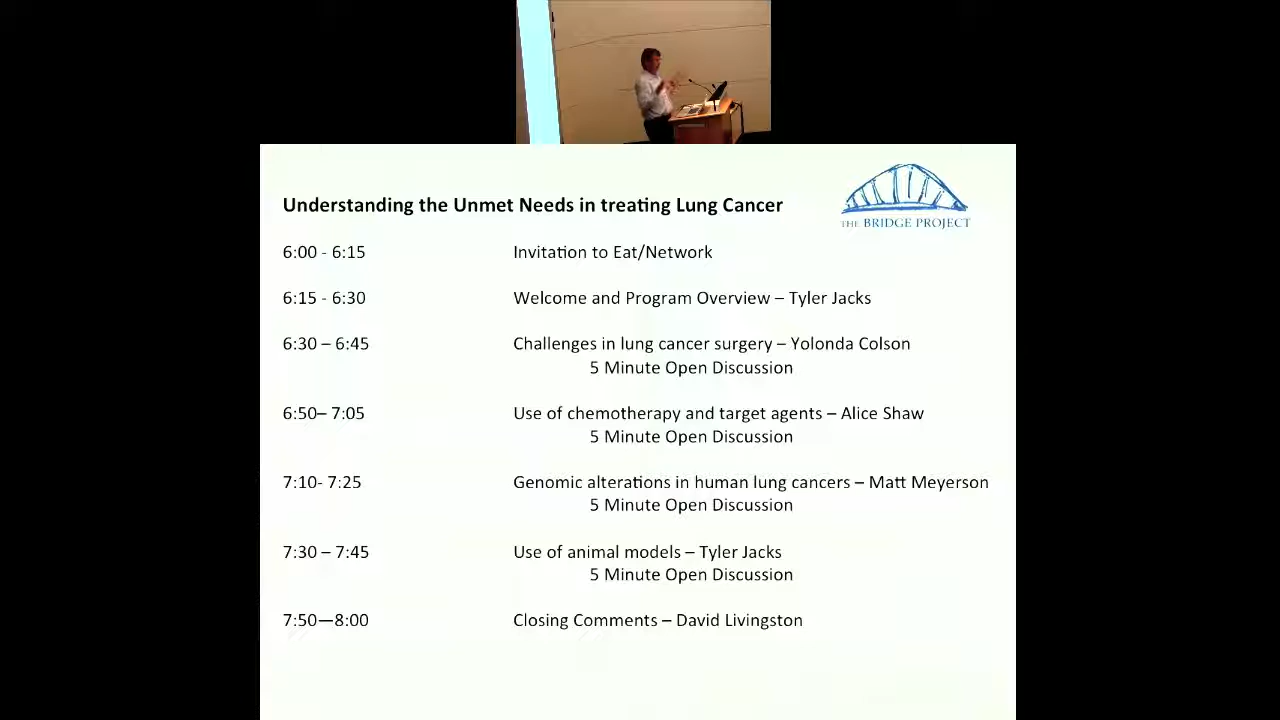 Understanding the Unmet Needs in treating Lung Cancer
THE BRIDGE PROJECT
6:00 - 6:15 Invitation to Eat/Network
6:15 - 6:30 Welcome and Program Overview – Tyler Jacks
6:30 – 6:45 Challenges in lung cancer surgery – Yolonda Colson
5 Minute Open Discussion
6:50– 7:05 Use of chemotherapy and target agents – Alice Shaw
5 Minute Open Discussion
7:10- 7:25 Genomic alterations in human lung cancers – Matt Meyerson
5 Minute Open Discussion
7:30 – 7:45 Use of animal models – Tyler Jacks
5 Minute Open Discussion
7:50—8:00 Closing Comments – David Livingston